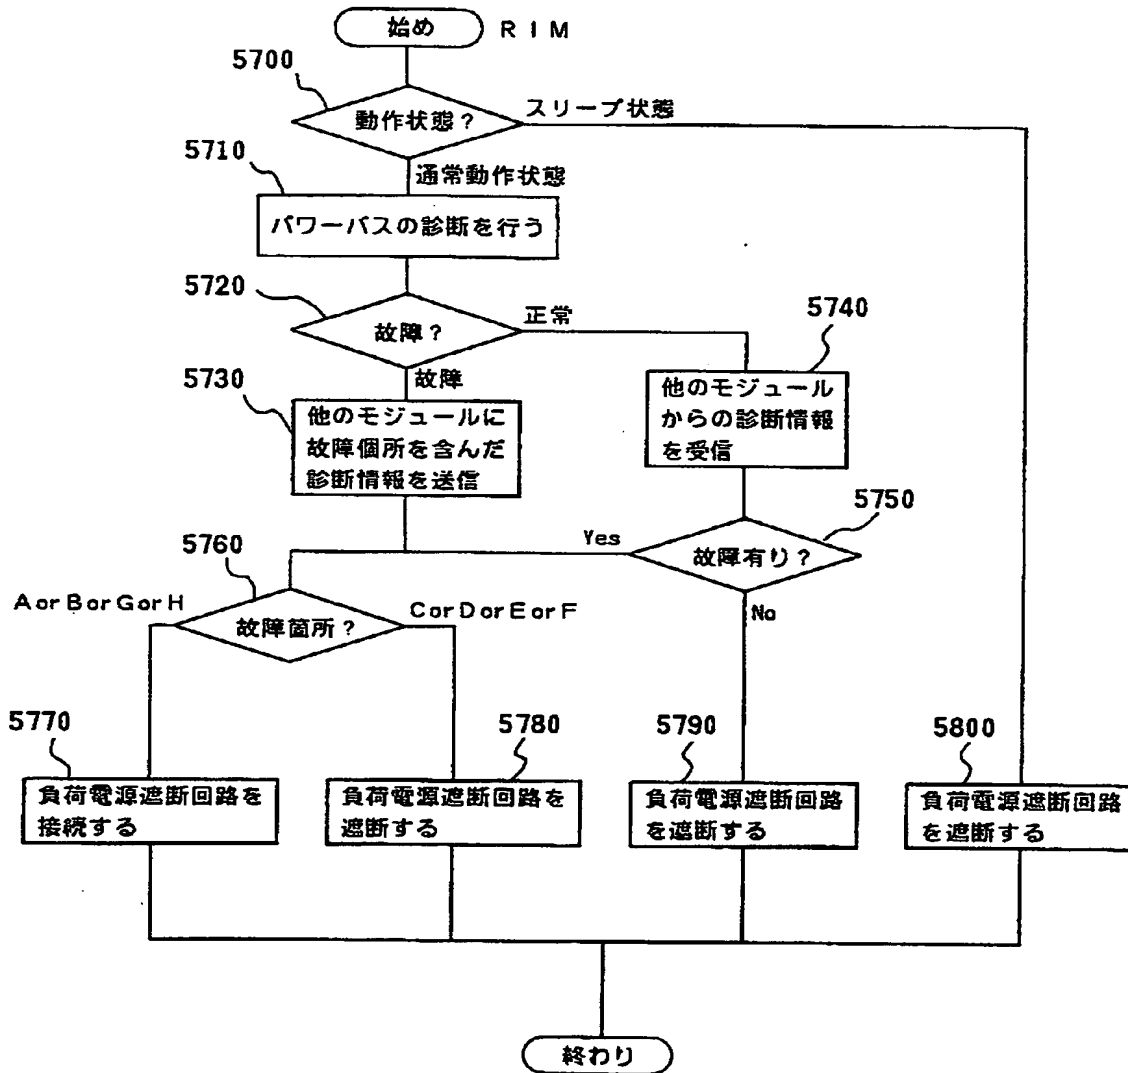 始め RIM
5700
動作状態?
スリープ状態
5710
通常動作状態
パワーバスの診断を行う
5720
故障?
正常
5740
5730
故障
他のモジュールに
故障個所を含んだ
診断情報を送信
他のモジュール
からの診断情報
を受信
5750
5760
Yes
故障有り?
AorBorGorH
故障箇所?
CorDorEorF
No
5770
5780
5790
5800
負荷電源遮断回路を
接続する
負荷電源遮断回路を
遮断する
負荷電源遮断回路
を遮断する
負荷電源遮断回路
を遮断する
終わり